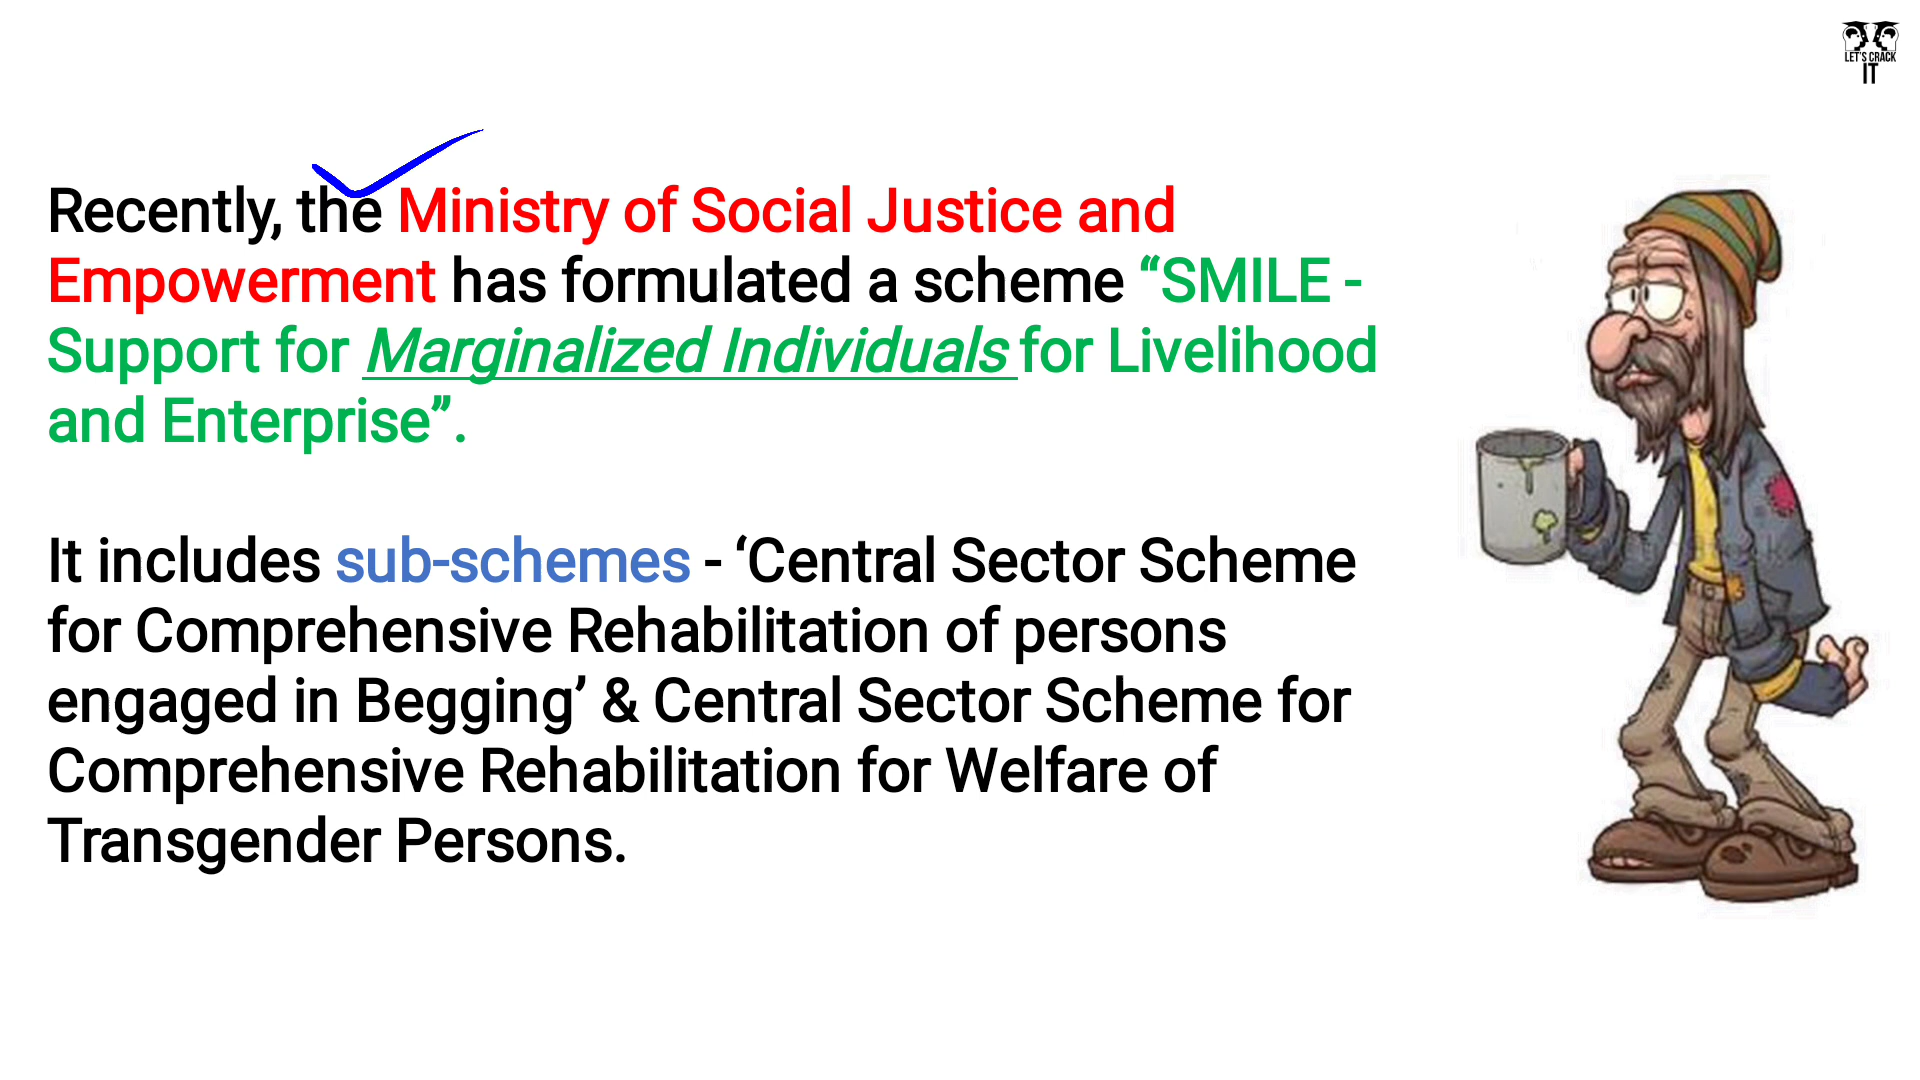 LET'S CRACK
IT
Recently, the Ministry of Social Justice and
Empowerment has formulated a scheme “SMILE -
Support for Marginalized Individuals for Livelihood
and Enterprise”.
It includes sub-schemes - ‘Central Sector Scheme
for Comprehensive Rehabilitation of persons
engaged in Begging’ & Central Sector Scheme for
Comprehensive Rehabilitation for Welfare of
Transgender Persons.